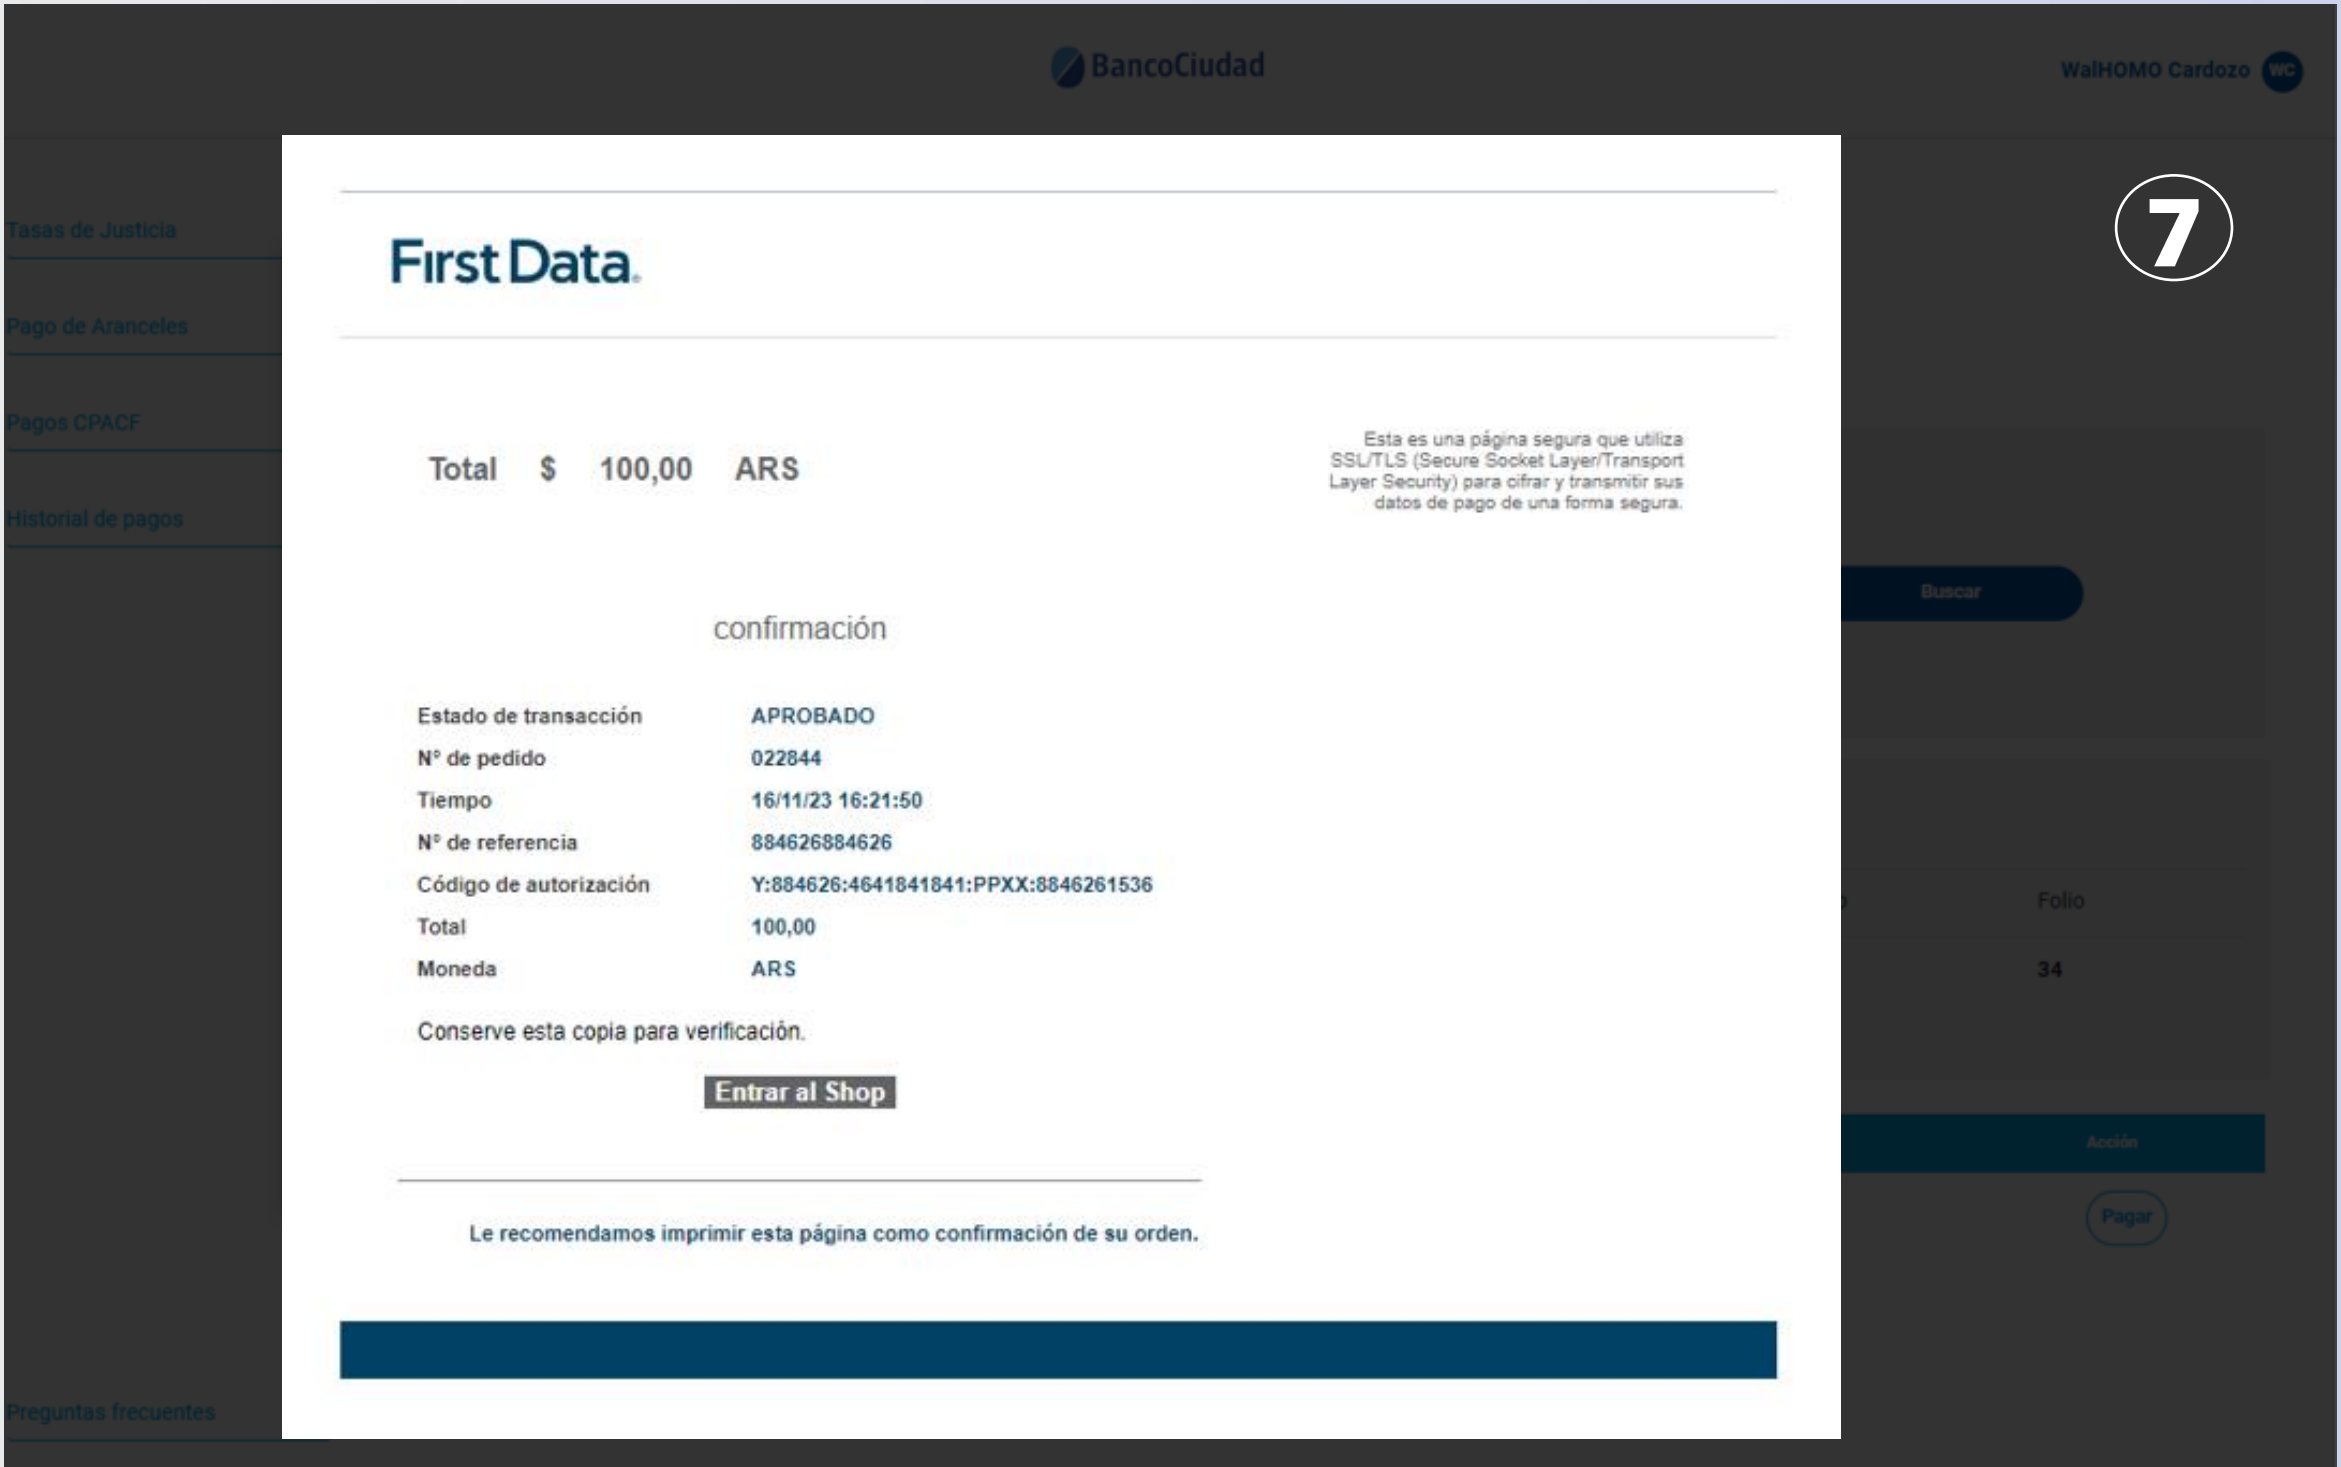 BancoCiudad
WalHOMO Cardozo WC
Tasas de Justicia
Pago de Aranceles
Pagos CPACF
Historial de pagos
Preguntas frecuentes
First Data.
Total $ 100,00 ARS
Esta es una página segura que utiliza
SSL/TLS (Secure Socket Layer/Transport
Layer Security) para cifrar y transmitir sus
datos de pago de una forma segura.
confirmación
Estado de transacción APROBADO
Nº de pedido 022844
Tiempo 16/11/23 16:21:50
Nº de referencia 884626884626
Código de autorización Y:884626:4641841841:PPXX:8846261536
Total 100,00
Moneda ARS
Conserve esta copia para verificación.
Entrar al Shop
Le recomendamos imprimir esta página como confirmación de su orden.
7
Buscar
Folio
34
Acción
Pagar